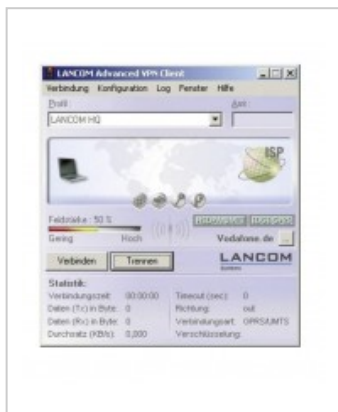 LANCOM Advanced VPN Client
Verbindung Konfiguration Log Fenster Hilfe
Profil:
LANCOM HQ
ISP
Feldstärke: 50 %
Gering Hoch
Vodafone.de ...
Verbinden Trennen
LANCOM
Systems
Statistik:
Verbindungszeit: 00:00:00 Timeout (sec): 0
Daten (Tx) in Byte: 0 Richtung: out
Daten (Rx) in Byte: 0 Verbindungsart: GPRS/UMTS
Durchsatz (KB/s): 0,000 Verschlüsselung: